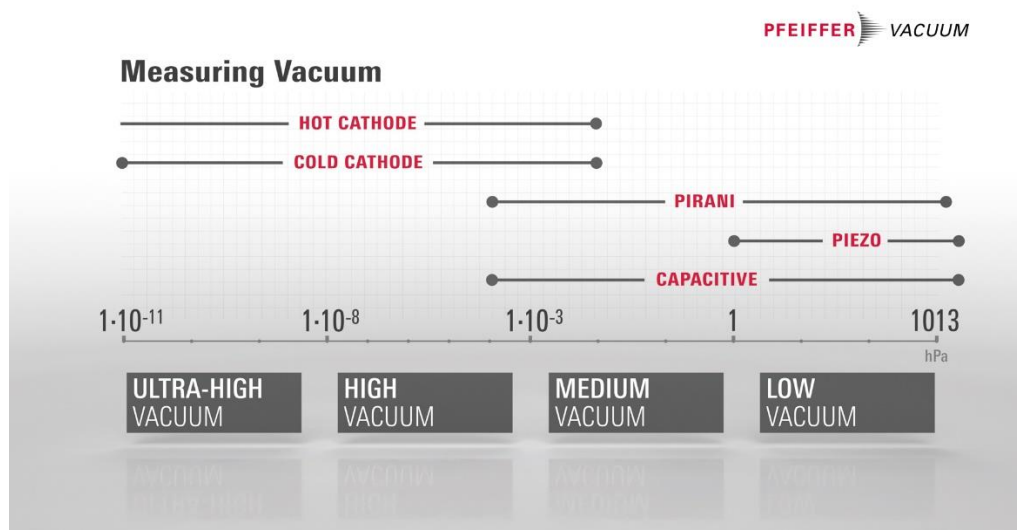 PFEIFFER VACUUM
Measuring Vacuum
HOT CATHODE
COLD CATHODE
PIRANI
PIEZO
CAPACITIVE
1·10⁻¹¹ 1·10⁻⁸ 1·10⁻³ 1 1013
hPa
ULTRA-HIGH VACUUM
HIGH VACUUM
MEDIUM VACUUM
LOW VACUUM